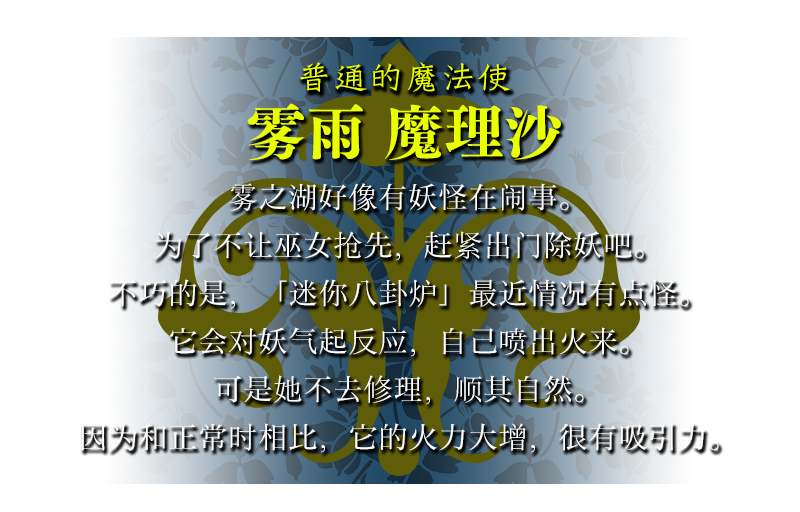 普通的魔法使
雾雨 魔理沙
雾之湖好像有妖怪在闹事。
为了不让巫女抢先，赶紧出门除妖吧。
不巧的是，「迷你八卦炉」最近情况有点怪。
它会对妖气起反应，自己喷出火来。
可是她不去修理，顺其自然。
因为和正常时相比，它的火力大增，很有吸引力。